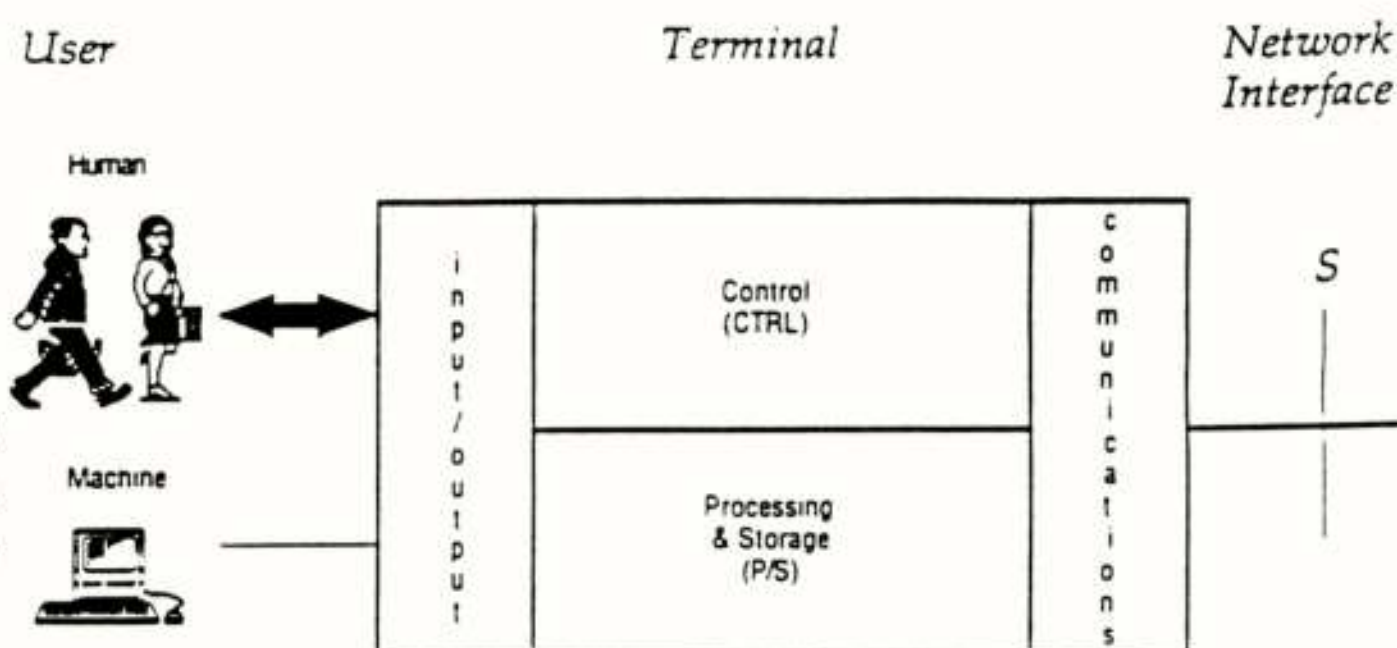 User
Terminal
Network
Interface
Human
input/output
Control
(CTRL)
communications
S
Machine
Processing
& Storage
(P/S)